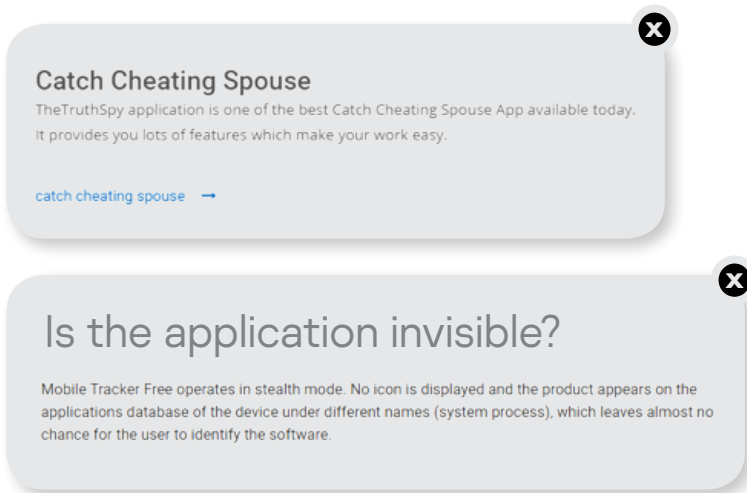 X
Catch Cheating Spouse
TheTruthSpy application is one of the best Catch Cheating Spouse App available today.
It provides you lots of features which make your work easy.
catch cheating spouse →
X
Is the application invisible?
Mobile Tracker Free operates in stealth mode. No icon is displayed and the product appears on the
applications database of the device under different names (system process), which leaves almost no
chance for the user to identify the software.